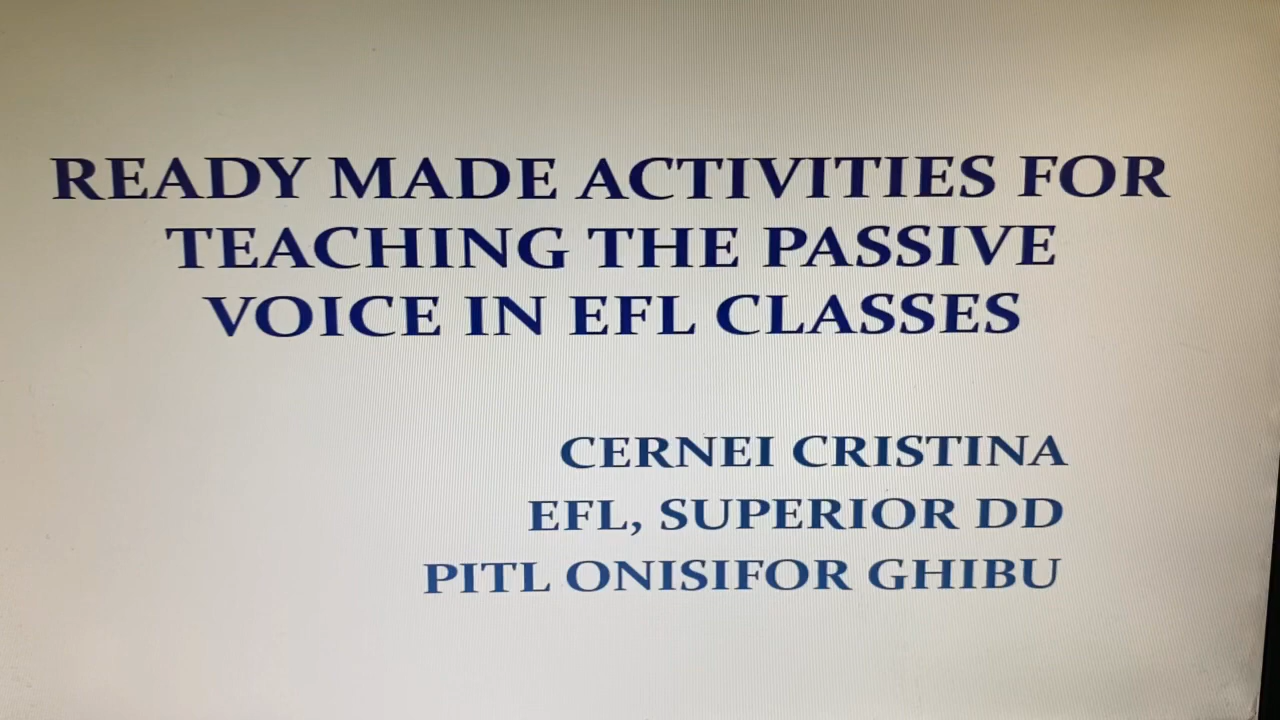 READY MADE ACTIVITIES FOR
TEACHING THE PASSIVE
VOICE IN EFL CLASSES
CERNEI CRISTINA
EFL, SUPERIOR DD
PITL ONISIFOR GHIBU